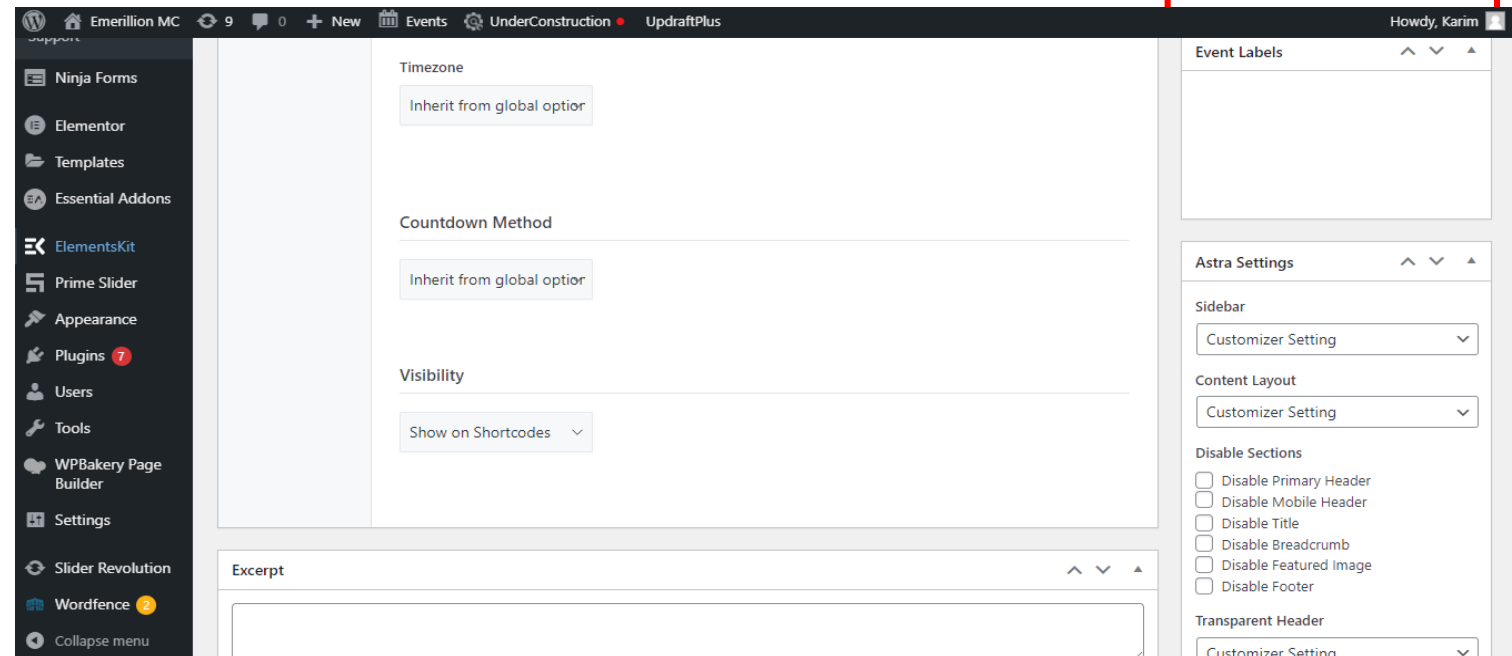 Emerillion MC
9
0
New
Events
UnderConstruction
UpdraftPlus
Howdy, Karim
Support
Ninja Forms
Elementor
Templates
Essential Addons
ElementsKit
Prime Slider
Appearance
Plugins 7
Users
Tools
WPBakery Page
Builder
Settings
Slider Revolution
Wordfence 2
Collapse menu
Timezone
Inherit from global option
Countdown Method
Inherit from global option
Visibility
Show on Shortcodes
Excerpt
Event Labels
Astra Settings
Sidebar
Customizer Setting
Content Layout
Customizer Setting
Disable Sections
Disable Primary Header
Disable Mobile Header
Disable Title
Disable Breadcrumb
Disable Featured Image
Disable Footer
Transparent Header
Customizer Setting